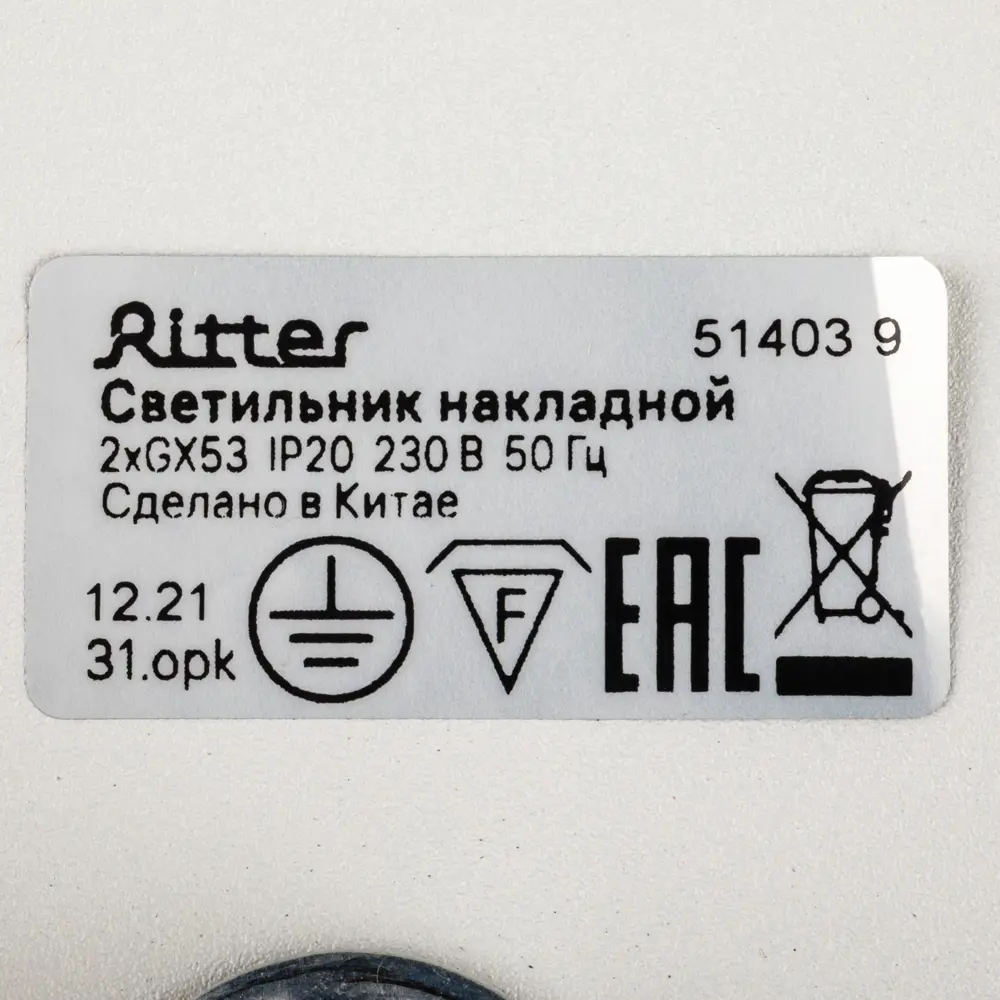 Ritter 51403 9
Светильник накладной
2xGX53 IP20 230 В 50 Гц
Сделано в Китае
12.21
31.opk
F
EAC